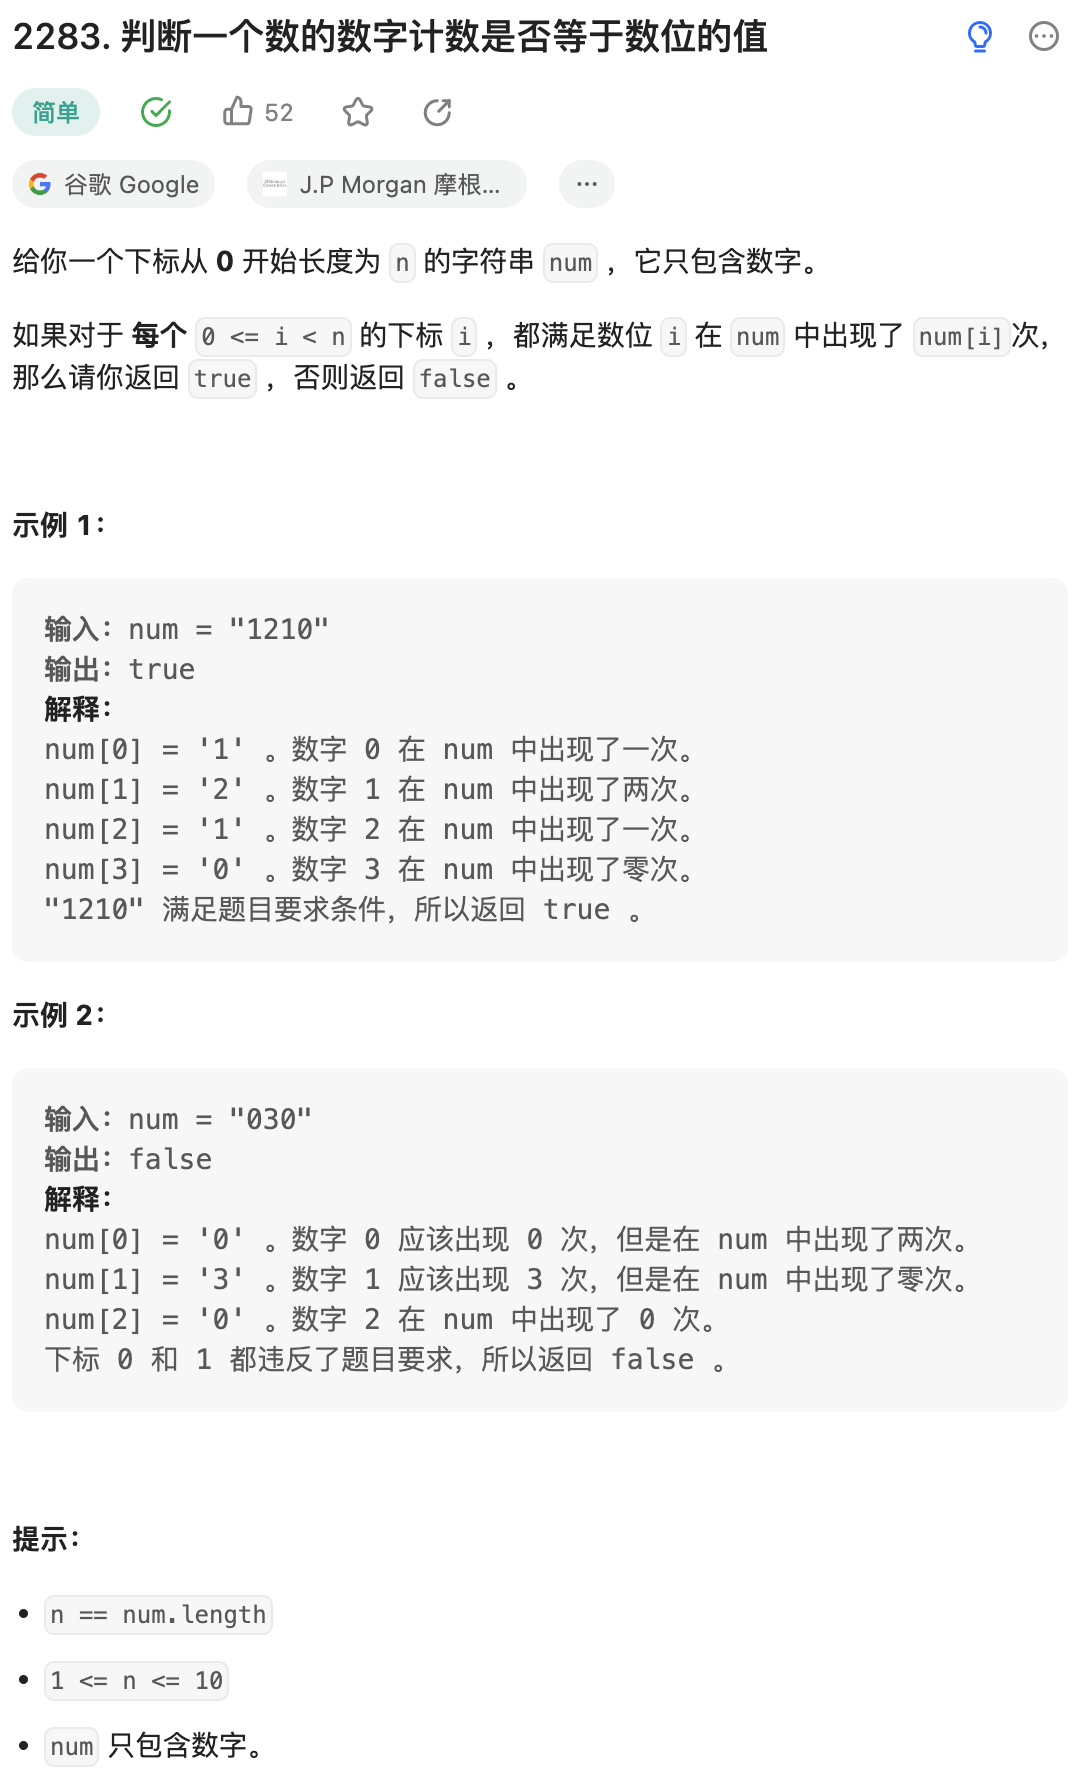 2283. 判断一个数的数字计数是否等于数位的值
简单 52
谷歌 Google J.P Morgan 摩根... ...
给你一个下标从 0 开始长度为 n 的字符串 num ，它只包含数字。
如果对于 每个 0 <= i < n 的下标 i ，都满足数位 i 在 num 中出现了 num[i]次，
那么请你返回 true ，否则返回 false 。
示例 1：
输入：num = "1210"
输出：true
解释：
num[0] = '1' 。数字 0 在 num 中出现了一次。
num[1] = '2' 。数字 1 在 num 中出现了两次。
num[2] = '1' 。数字 2 在 num 中出现了一次。
num[3] = '0' 。数字 3 在 num 中出现了零次。
"1210" 满足题目要求条件，所以返回 true 。
示例 2：
输入：num = "030"
输出：false
解释：
num[0] = '0' 。数字 0 应该出现 0 次，但是在 num 中出现了两次。
num[1] = '3' 。数字 1 应该出现 3 次，但是在 num 中出现了零次。
num[2] = '0' 。数字 2 在 num 中出现了 0 次。
下标 0 和 1 都违反了题目要求，所以返回 false 。
提示：
• n == num.length
• 1 <= n <= 10
• num 只包含数字。